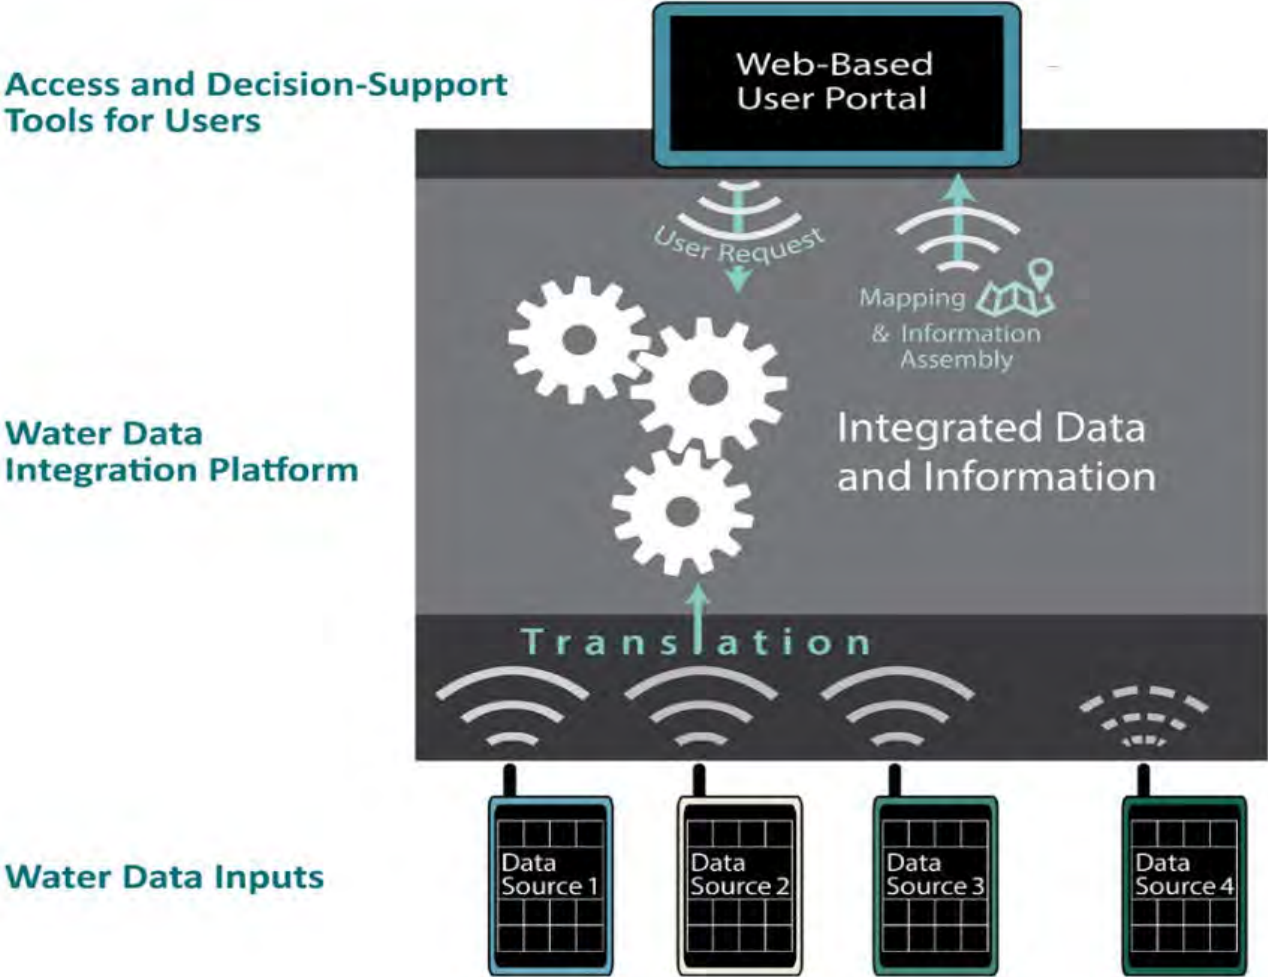 Access and Decision-Support
Tools for Users
Web-Based
User Portal
User Request
Mapping
& Information
Assembly
Water Data
Integration Platform
Integrated Data
and Information
Translation
Water Data Inputs
Data
Source 1
Data
Source 2
Data
Source 3
Data
Source 4